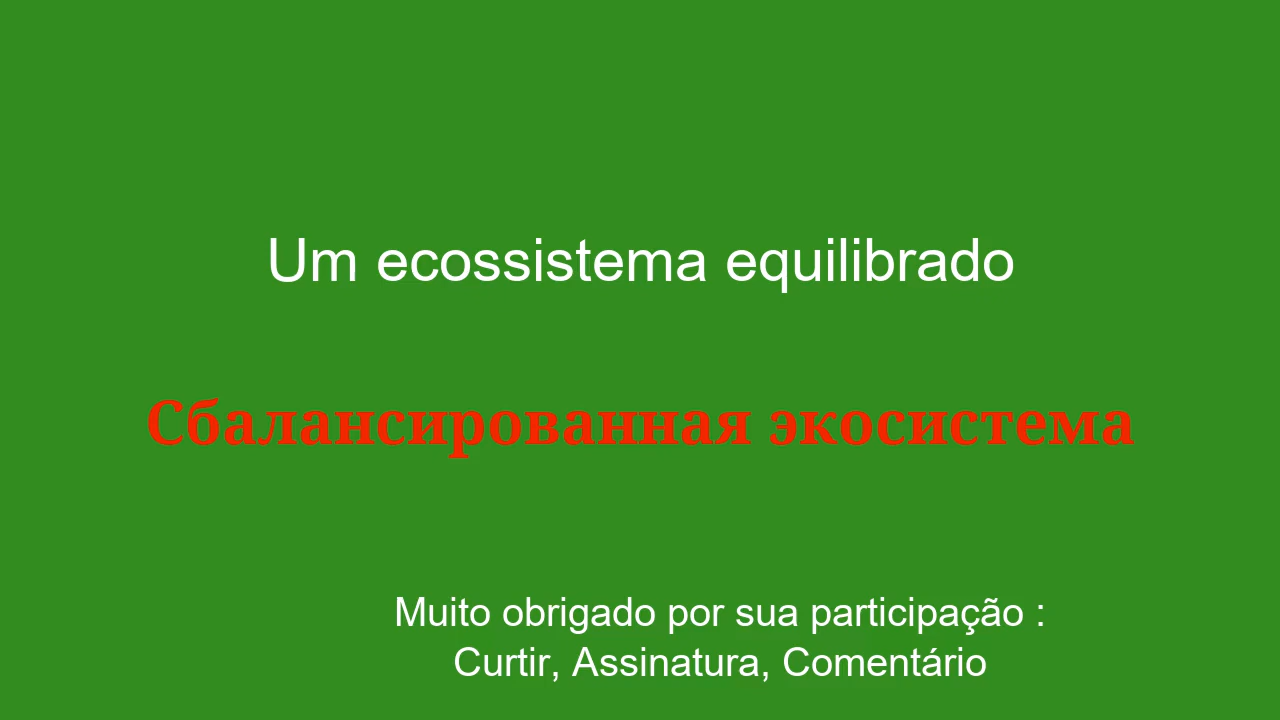 Um ecossistema equilibrado
Сбалансированная экосистема
Muito obrigado por sua participação :
Curtir, Assinatura, Comentário